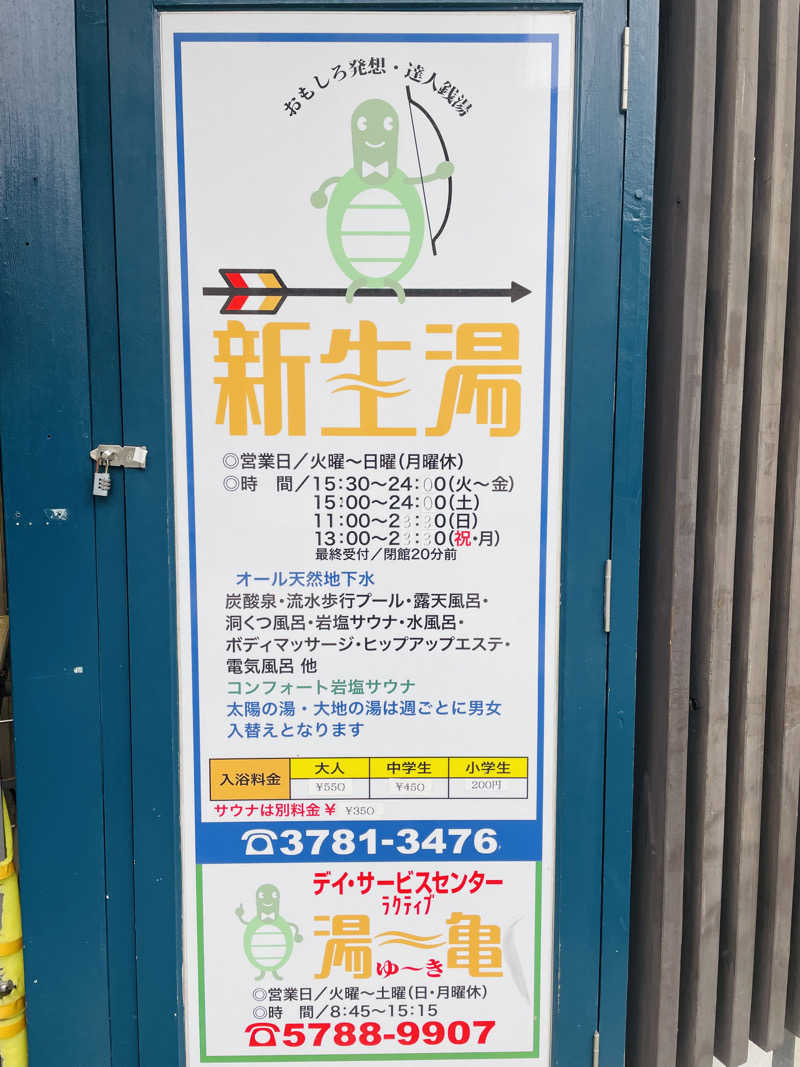 おもしろ発想・達人銭湯
新生湯
◎営業日／火曜～日曜(月曜休)
◎時　間／15:30～24:00(火～金)
15:00～24:00(土)
11:00～23:30(日)
13:00～23:30(祝・月)
最終受付／閉館20分前
オール天然地下水
炭酸泉・流水歩行プール・露天風呂・
洞くつ風呂・岩塩サウナ・水風呂・
ボディマッサージ・ヒップアップエステ・
電気風呂 他
コンフォート岩塩サウナ
太陽の湯・大地の湯は週ごとに男女
入替えとなります
入浴料金 大人 中学生 小学生
¥550 ¥450 200円
サウナは別料金¥ ¥350
☎3781-3476
デイ・サービスセンター
ラクティブ
湯～亀
ゆ～き
◎営業日／火曜～土曜(日・月曜休)
◎時　間／8:45～15:15
☎5788-9907